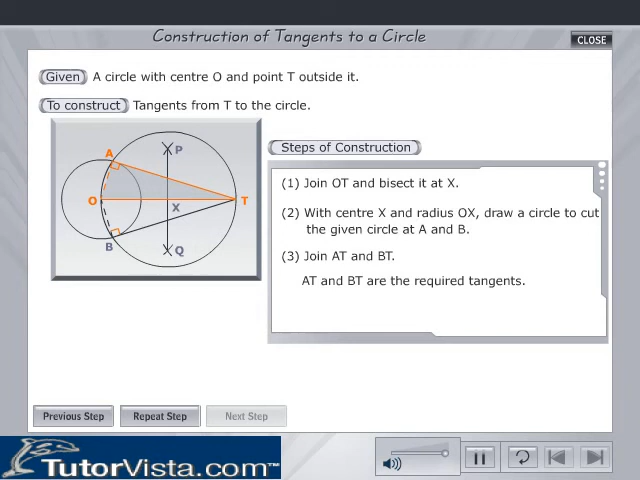 Construction of Tangents to a Circle
CLOSE
Given A circle with centre O and point T outside it.
To construct Tangents from T to the circle.
A
P
O
X
T
B
Q
Steps of Construction
(1) Join OT and bisect it at X.
(2) With centre X and radius OX, draw a circle to cut
the given circle at A and B.
(3) Join AT and BT.
AT and BT are the required tangents.
Previous Step
Repeat Step
Next Step
TutorVista.com™